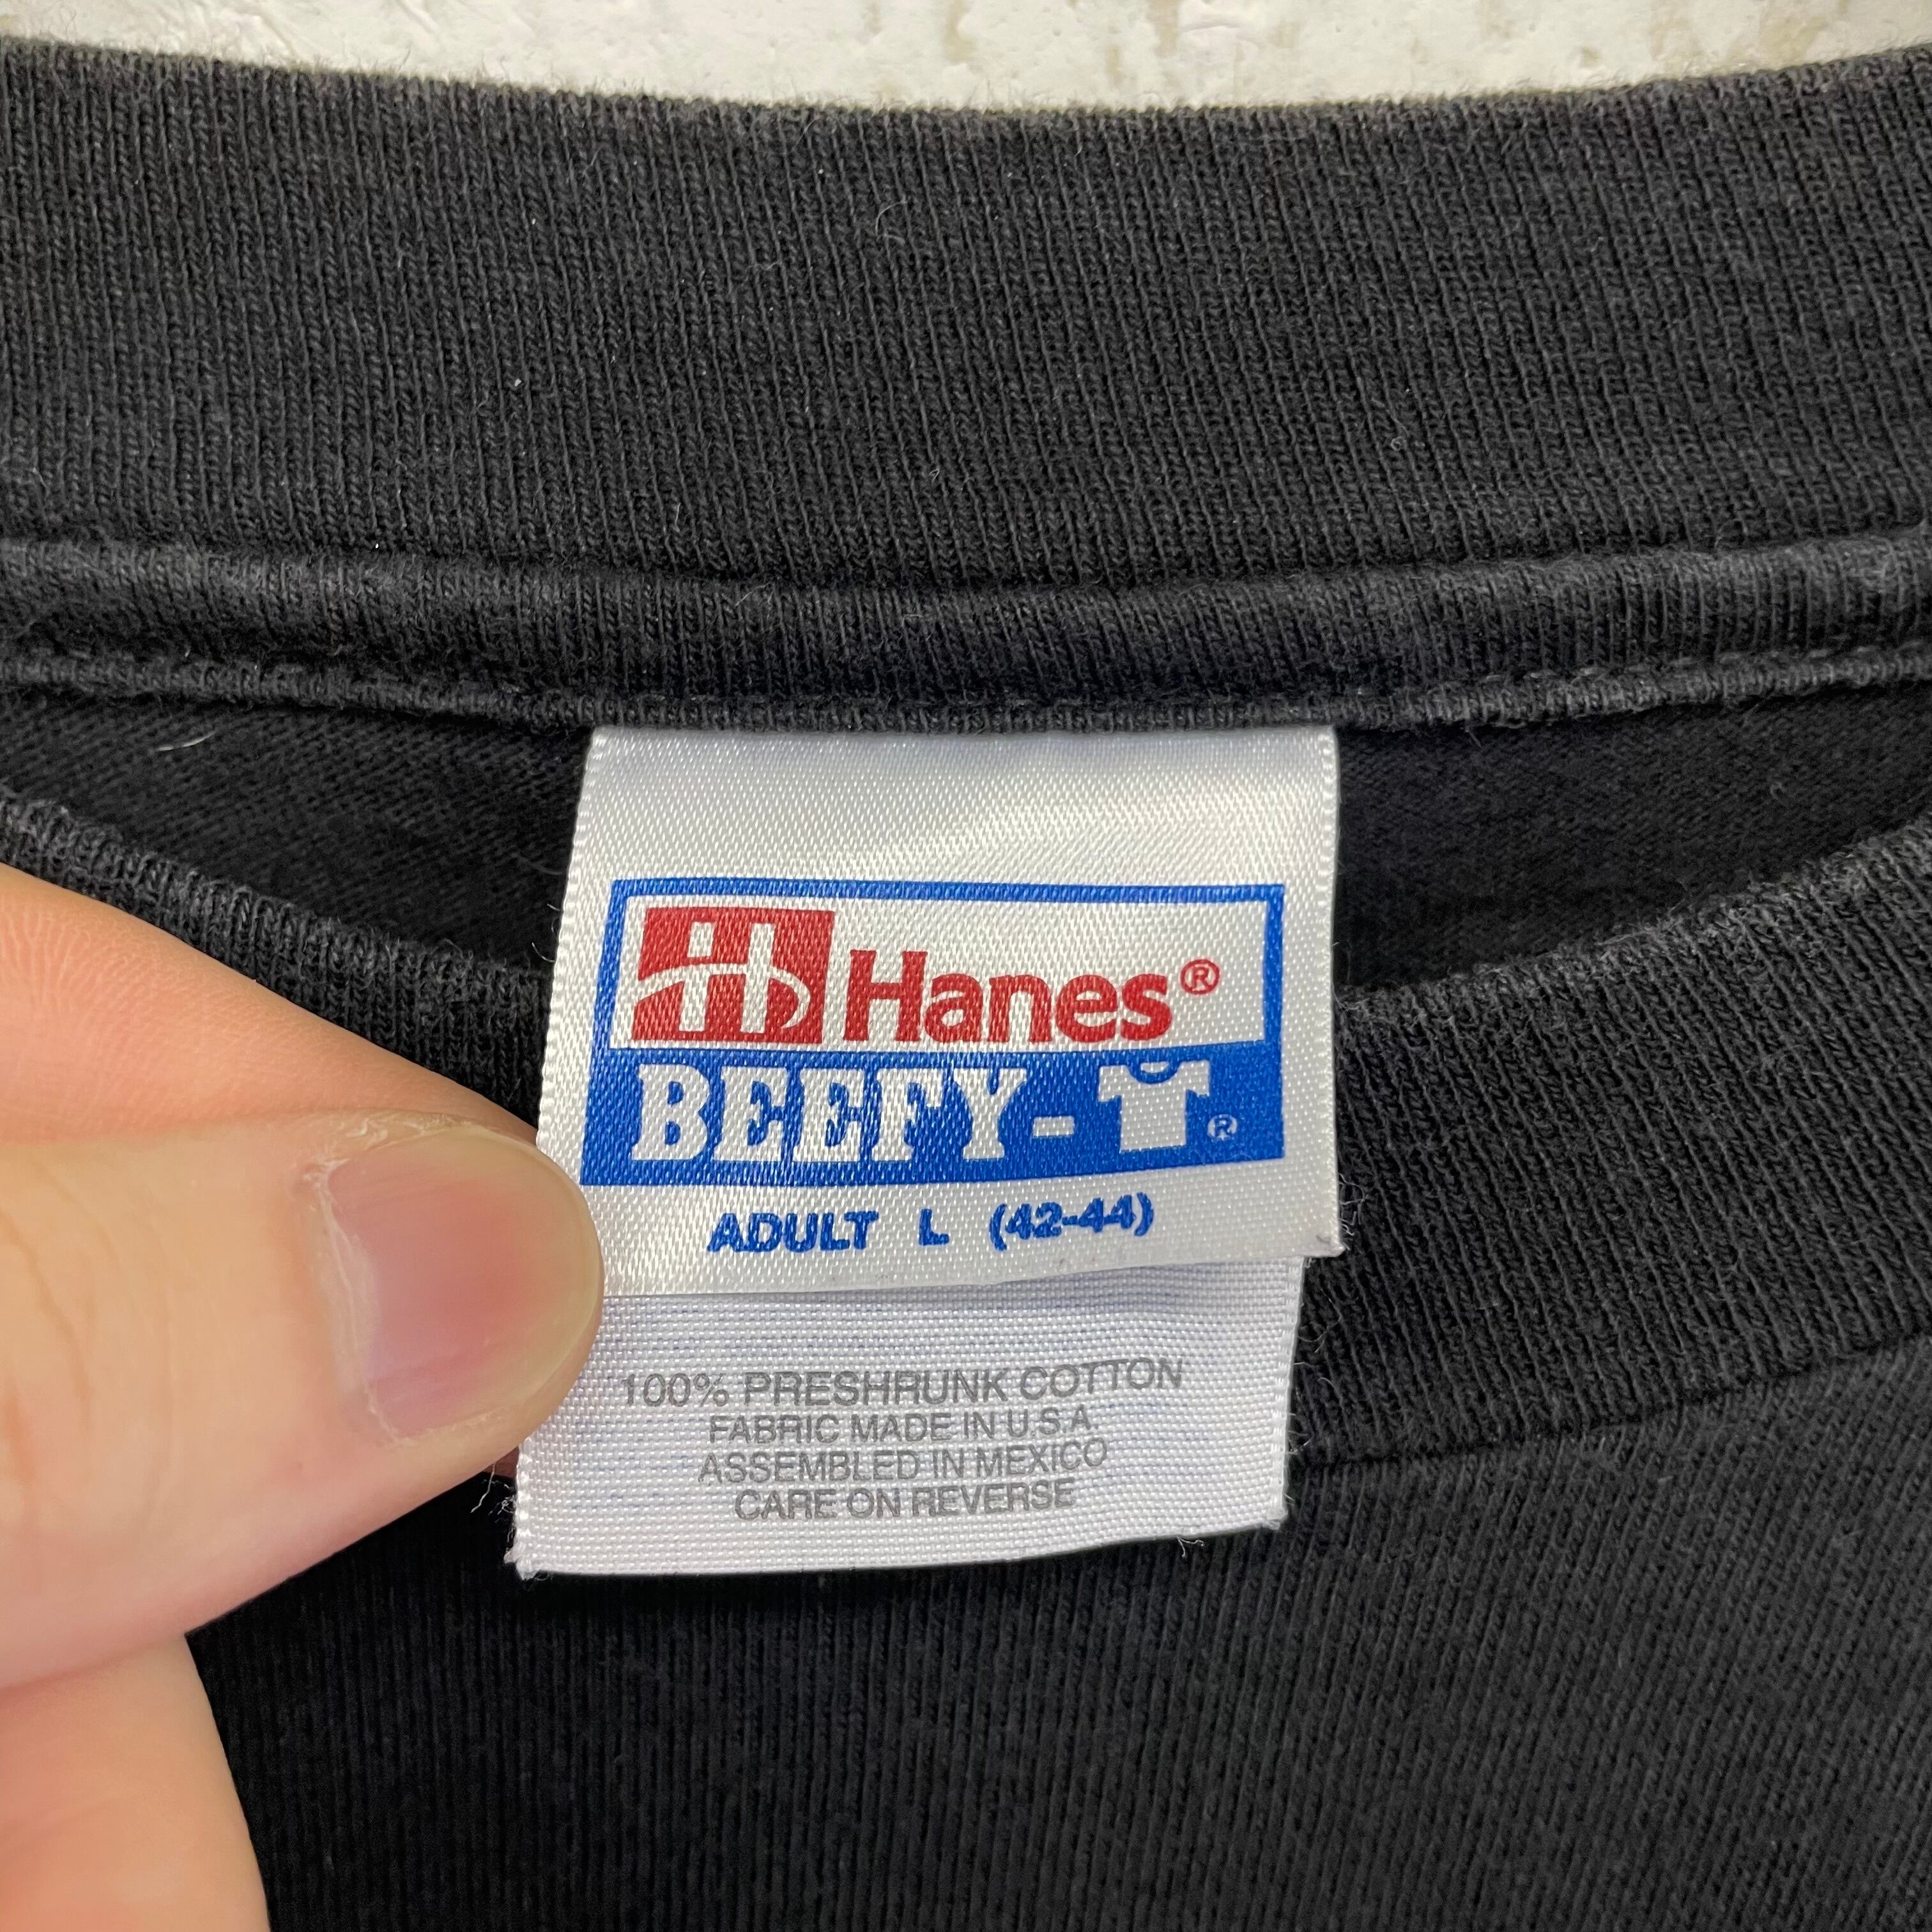 Hanes®
BEEFY-T®
ADULT L (42-44)
100% PRESHRUNK COTTON
FABRIC MADE IN U.S.A.
ASSEMBLED IN MEXICO
CARE ON REVERSE